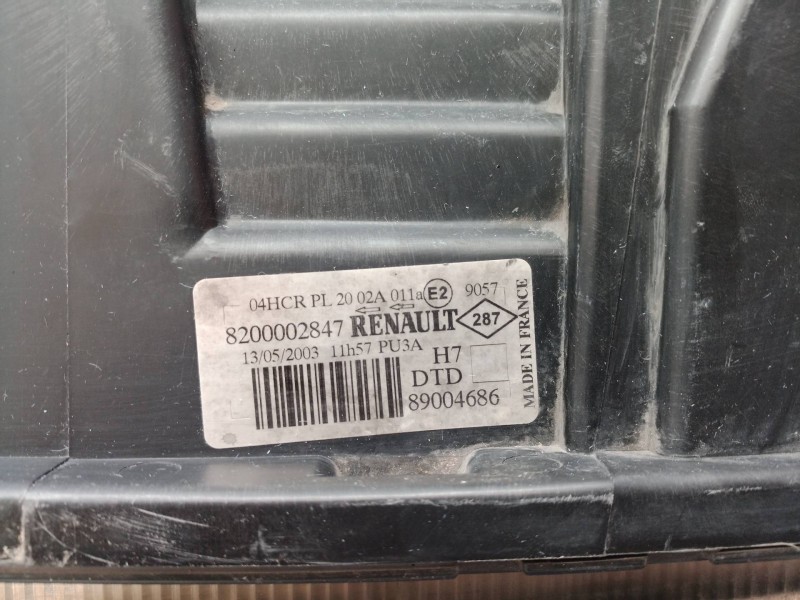 04HCR PL 20 02A 011a E2 9057
8200002847 RENAULT 287
13/05/2003 11h57 PU3A H7
DTD
89004686
MADE IN FRANCE